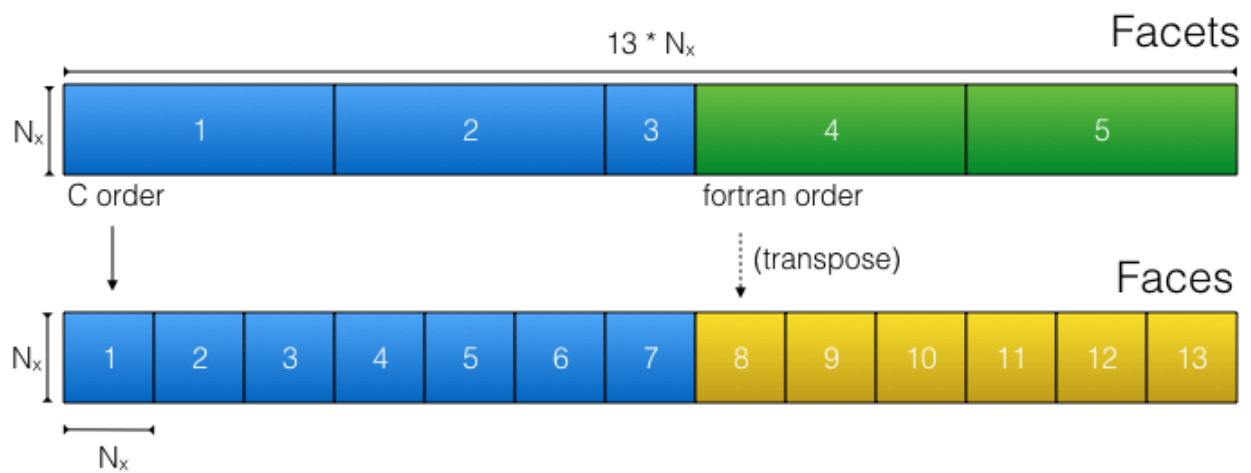 Facets
13 * Nₓ
Nₓ
1 2 3 4 5
C order
fortran order
(transpose)
Faces
Nₓ
1 2 3 4 5 6 7 8 9 10 11 12 13
Nₓ